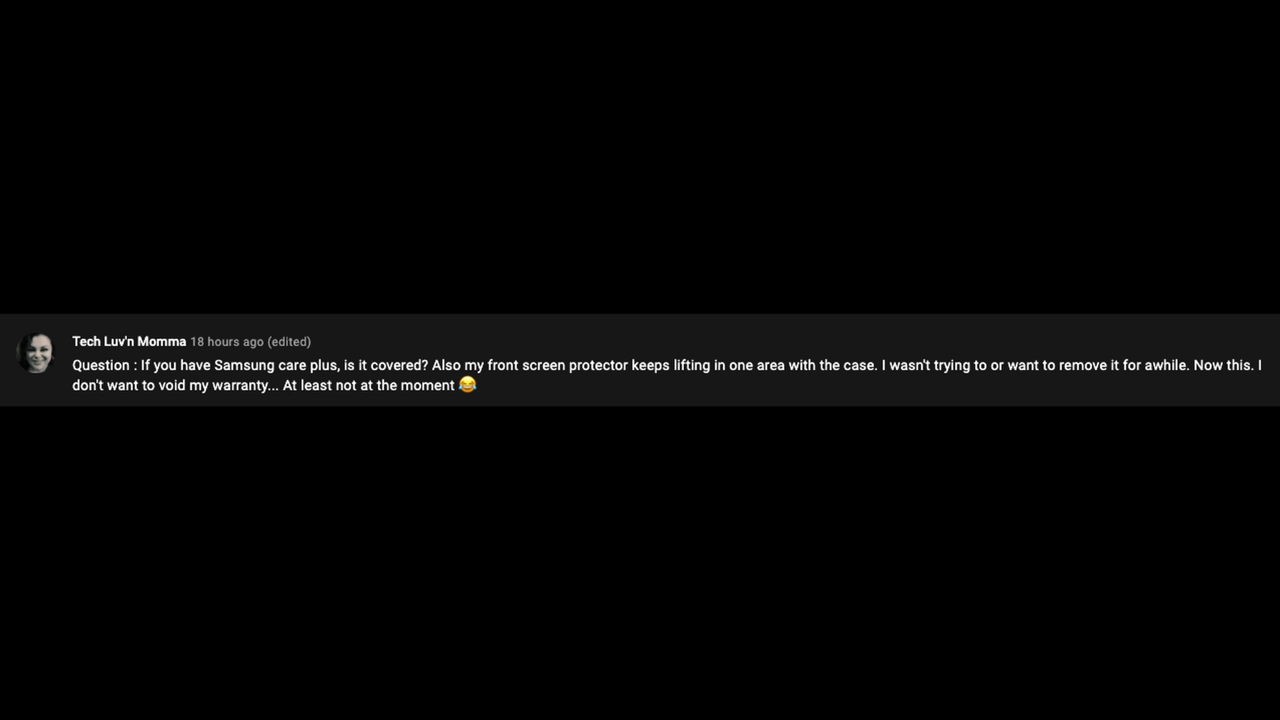 Tech Luv'n Momma 18 hours ago (edited)
Question : If you have Samsung care plus, is it covered? Also my front screen protector keeps lifting in one area with the case. I wasn't trying to or want to remove it for awhile. Now this. I
don't want to void my warranty... At least not at the moment 😂